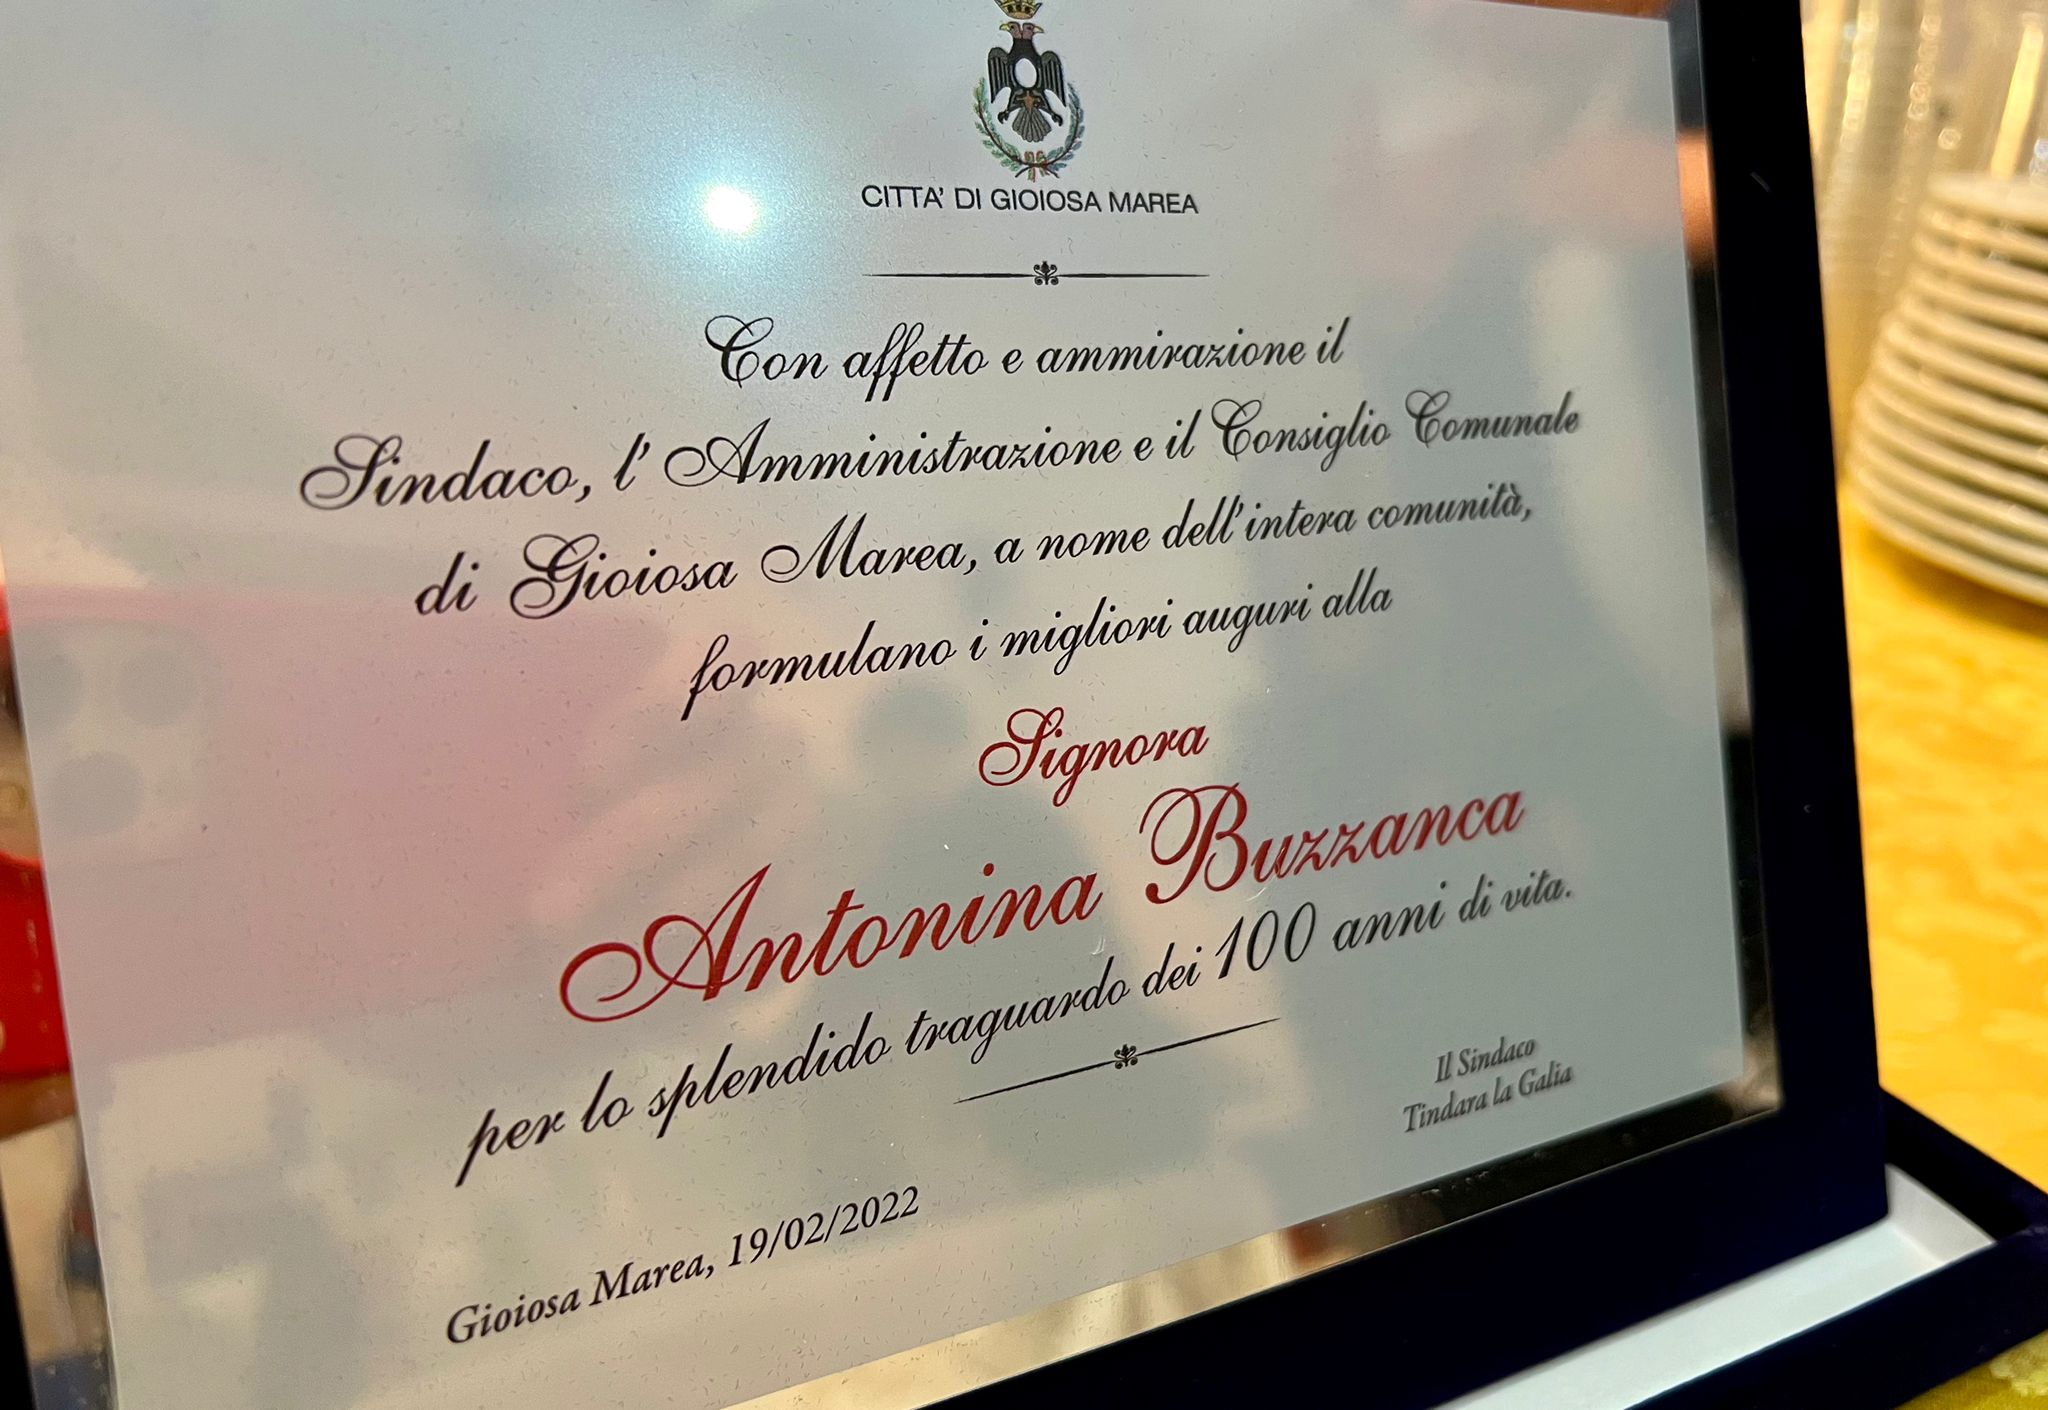 CITTA' DI GIOIOSA MAREA
Con affetto e ammirazione il
Sindaco, l'Amministrazione e il Consiglio Comunale
di Gioiosa Marea, a nome dell'intera comunità,
formulano i migliori auguri alla
Signora
Antonina Buzzanca
per lo splendido traguardo dei 100 anni di vita.
Il Sindaco
Tindara la Galia
Gioiosa Marea, 19/02/2022